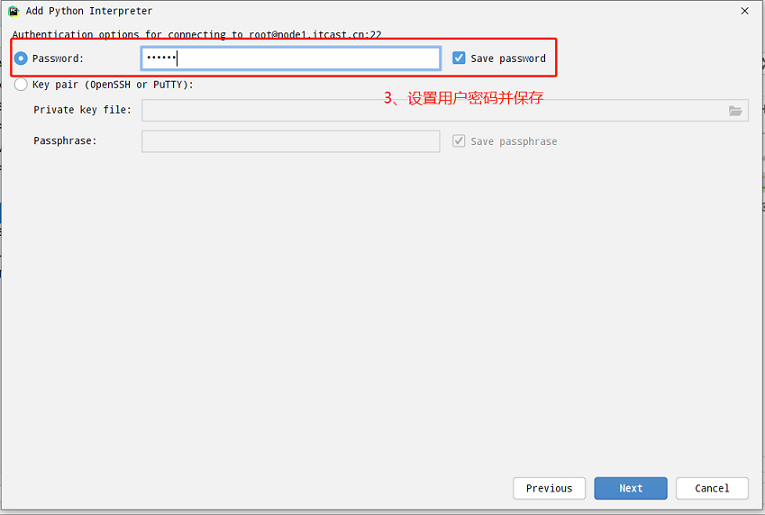 Add Python Interpreter
Authentication options for connecting to root@node1.itcast.cn:22
Password: •••••• Save password
Key pair (OpenSSH or PuTTY):
3、设置用户密码并保存
Private key file:
Passphrase: Save passphrase
Previous Next Cancel